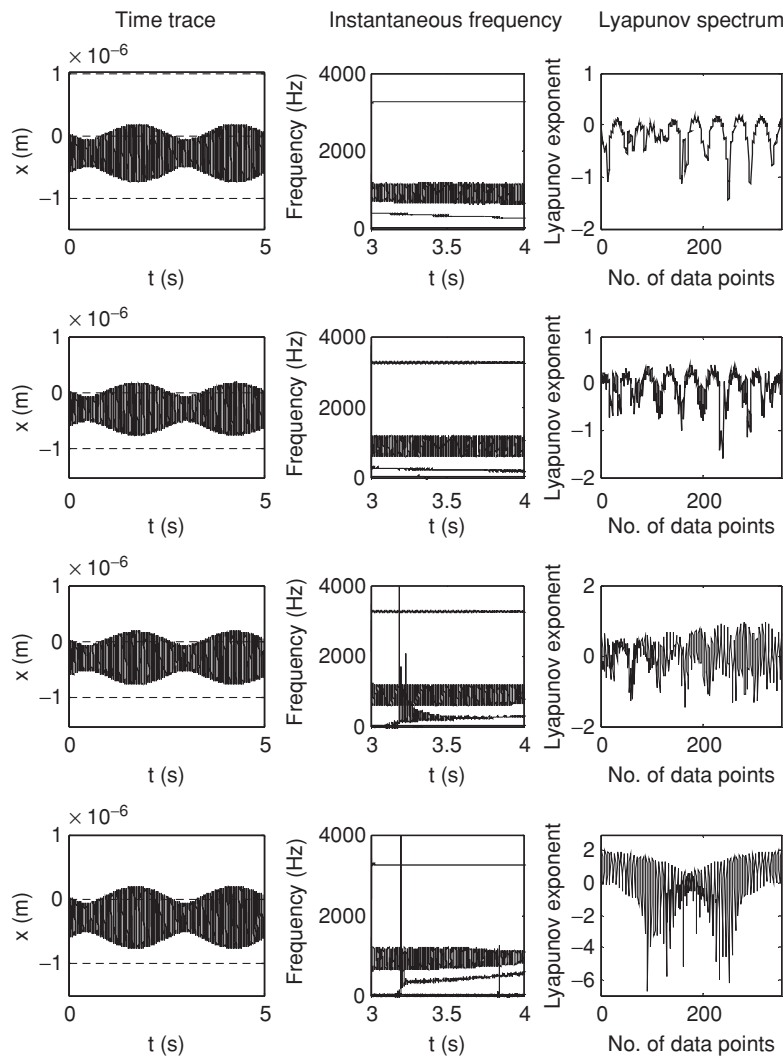 Time trace Instantaneous frequency Lyapunov spectrum
× 10⁻⁶
1
0
−1
x (m)
0 5
t (s)
4000
2000
0
Frequency (Hz)
3 3.5 4
t (s)
1
0
−1
−2
Lyapunov exponent
0 200
No. of data points
× 10⁻⁶
1
0
−1
x (m)
0 5
t (s)
4000
2000
0
Frequency (Hz)
3 3.5 4
t (s)
1
0
−1
−2
Lyapunov exponent
0 200
No. of data points
× 10⁻⁶
1
0
−1
x (m)
0 5
t (s)
4000
2000
0
Frequency (Hz)
3 3.5 4
t (s)
2
0
−2
Lyapunov exponent
0 200
No. of data points
× 10⁻⁶
1
0
−1
x (m)
0 5
t (s)
4000
2000
0
Frequency (Hz)
3 3.5 4
t (s)
2
0
−2
−4
−6
−7
Lyapunov exponent
0 200
No. of data points